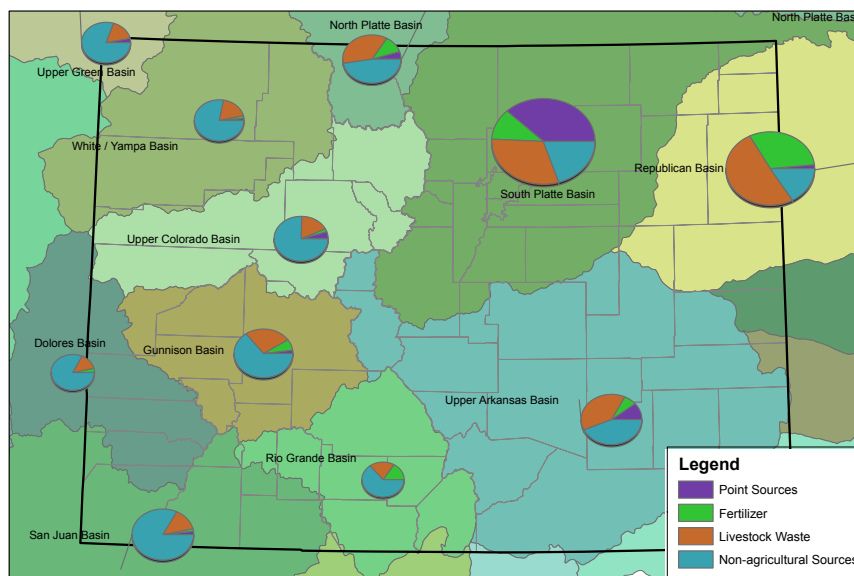 North Platte Basin
North Platte Basin
Upper Green Basin
White / Yampa Basin
South Platte Basin
Republican Basin
Upper Colorado Basin
Dolores Basin
Gunnison Basin
Upper Arkansas Basin
Rio Grande Basin
San Juan Basin
Legend
Point Sources
Fertilizer
Livestock Waste
Non-agricultural Sources